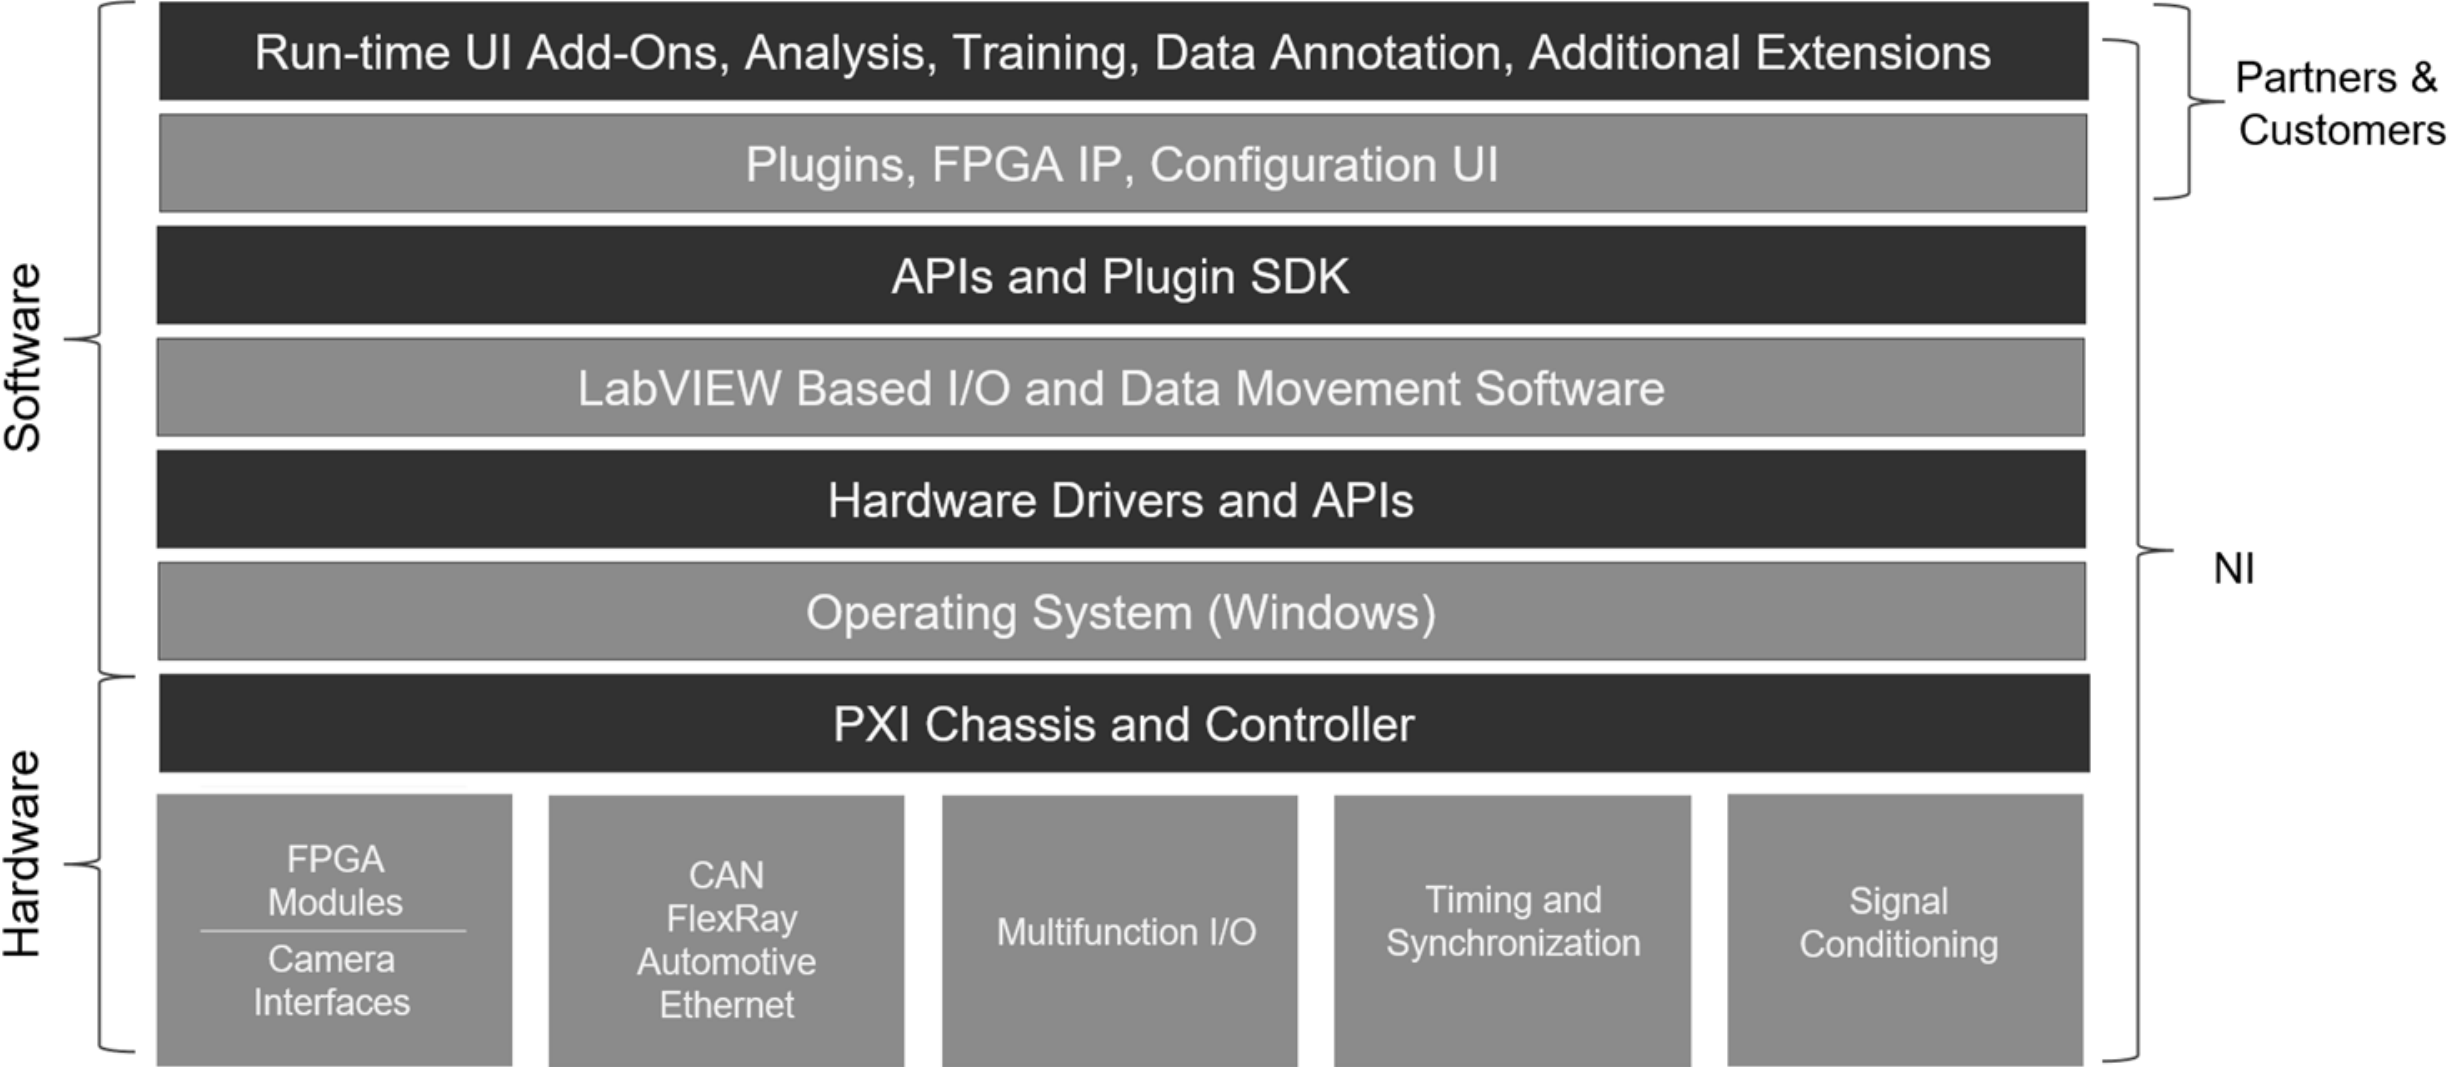 Run-time UI Add-Ons, Analysis, Training, Data Annotation, Additional Extensions
Plugins, FPGA IP, Configuration UI
APIs and Plugin SDK
LabVIEW Based I/O and Data Movement Software
Hardware Drivers and APIs
Operating System (Windows)
PXI Chassis and Controller
FPGA
Modules
Camera
Interfaces
CAN
FlexRay
Automotive
Ethernet
Multifunction I/O
Timing and
Synchronization
Signal
Conditioning
Software
Hardware
Partners &
Customers
NI